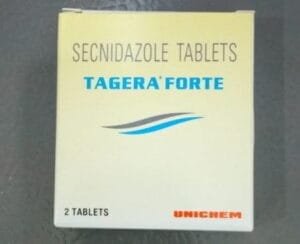 SECNIDAZOLE TABLETS
TAGERA® FORTE
2 TABLETS
UNICHEM